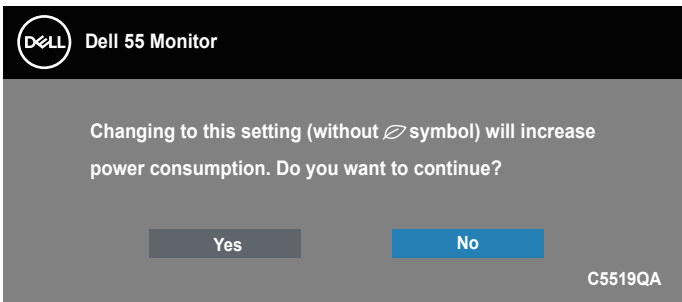 DELL
Dell 55 Monitor
Changing to this setting (without symbol) will increase
power consumption. Do you want to continue?
Yes
No
C5519QA